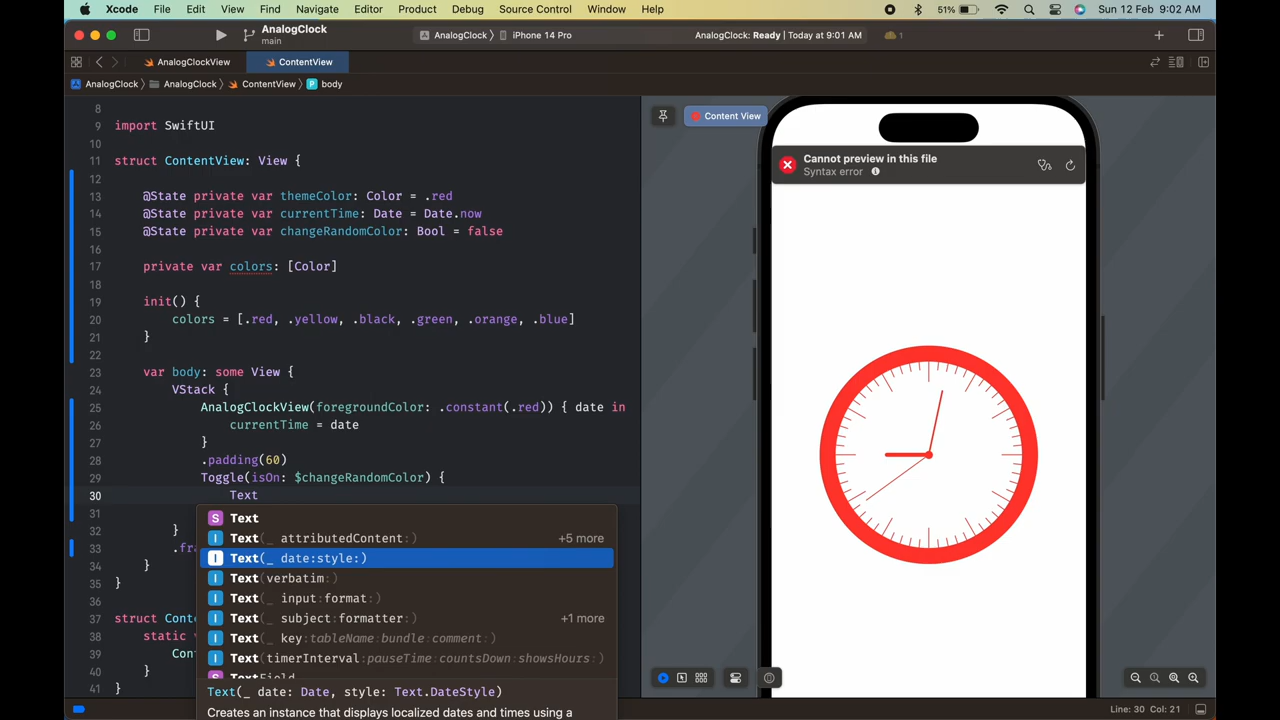 Xcode File Edit View Find Navigate Editor Product Debug Source Control Window Help 51% Sun 12 Feb 9:02 AM
AnalogClock
main
AnalogClock iPhone 14 Pro AnalogClock: Ready | Today at 9:01 AM 1
AnalogClockView ContentView
AnalogClock AnalogClock ContentView P body
8
9 import SwiftUI
10
11 struct ContentView: View {
12
13 @State private var themeColor: Color = .red
14 @State private var currentTime: Date = Date.now
15 @State private var changeRandomColor: Bool = false
16
17 private var colors: [Color]
18
19 init() {
20 colors = [.red, .yellow, .black, .green, .orange, .blue]
21 }
22
23 var body: some View {
24 VStack {
25 AnalogClockView(foregroundColor: .constant(.red)) { date in
26 currentTime = date
27 }
28 .padding(60)
29 Toggle(isOn: $changeRandomColor) {
30 Text
31
32 }
33 .fra
34 }
35 }
36
37 struct Conte
38 static v
39 Con
40 }
41 }
S Text
I Text(_ attributedContent:) +5 more
I Text(_ date:style:)
I Text(verbatim:)
I Text(_ input:format:)
I Text(_ subject:formatter:) +1 more
I Text(_ key:tableName:bundle:comment:)
I Text(timerInterval:pauseTime:countsDown:showsHours:)
S TextField
Text(_ date: Date, style: Text.DateStyle)
Creates an instance that displays localized dates and times using a
Content View
Cannot preview in this file
Syntax error
Line: 30 Col: 21